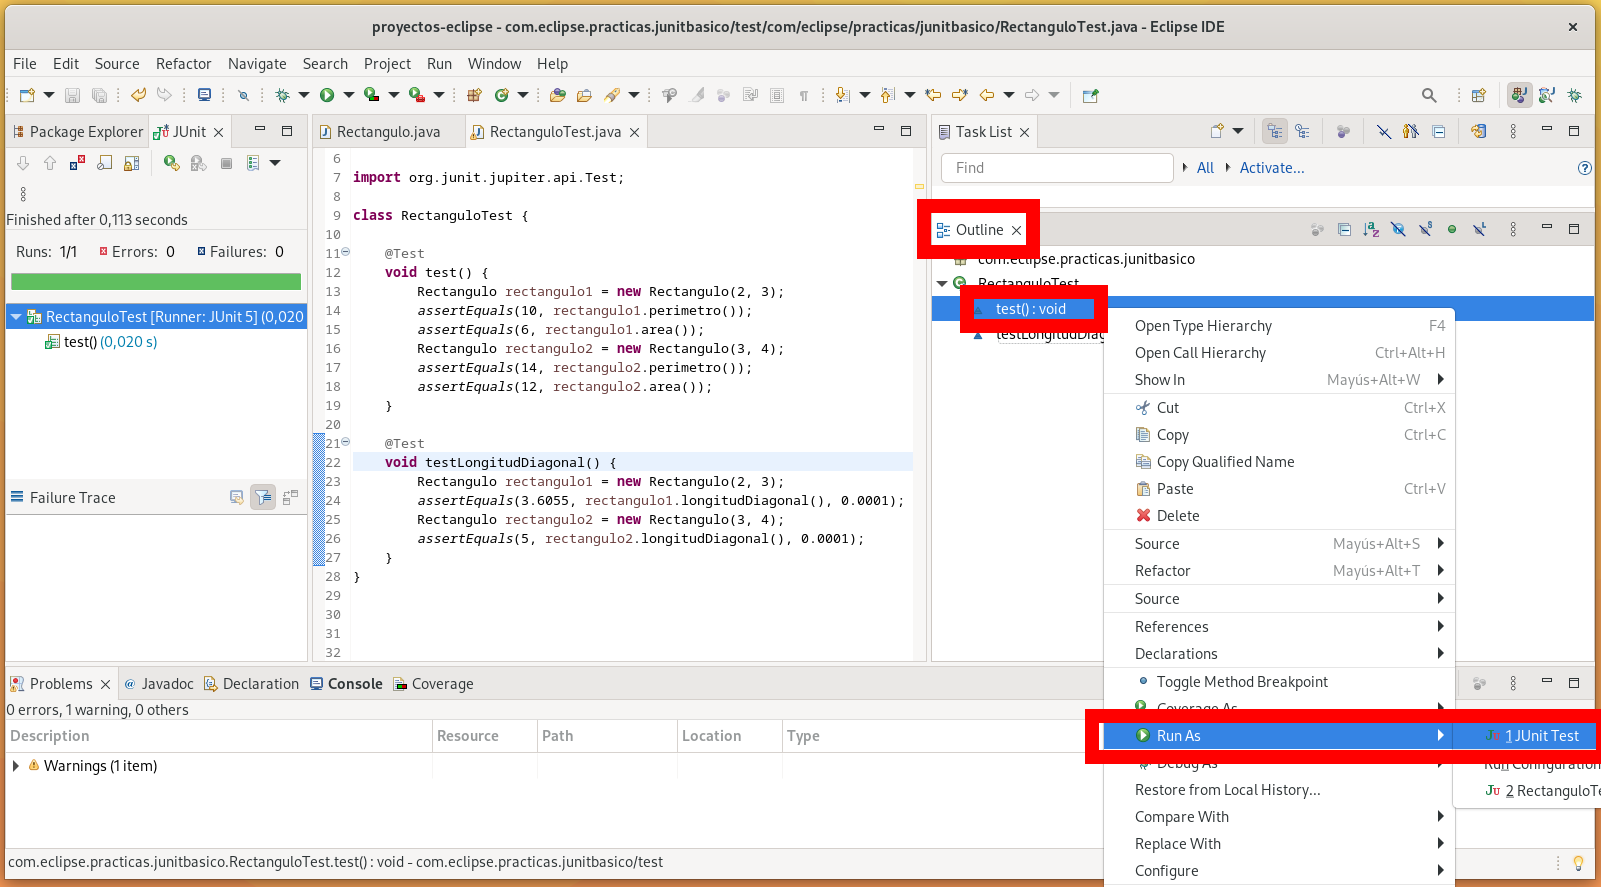 proyectos-eclipse - com.eclipse.practicas.junitbasico/test/com/eclipse/practicas/junitbasico/RectanguloTest.java - Eclipse IDE
File Edit Source Refactor Navigate Search Project Run Window Help
Package Explorer JUnit
Finished after 0,113 seconds
Runs: 1/1 Errors: 0 Failures: 0
RectanguloTest [Runner: JUnit 5] (0,020
test() (0,020 s)
Failure Trace
Rectangulo.java RectanguloTest.java
6
7 import org.junit.jupiter.api.Test;
8
9 class RectanguloTest {
10
11 @Test
12 void test() {
13 Rectangulo rectangulo1 = new Rectangulo(2, 3);
14 assertEquals(10, rectangulo1.perimetro());
15 assertEquals(6, rectangulo1.area());
16 Rectangulo rectangulo2 = new Rectangulo(3, 4);
17 assertEquals(14, rectangulo2.perimetro());
18 assertEquals(12, rectangulo2.area());
19 }
20
21 @Test
22 void testLongitudDiagonal() {
23 Rectangulo rectangulo1 = new Rectangulo(2, 3);
24 assertEquals(3.6055, rectangulo1.longitudDiagonal(), 0.0001);
25 Rectangulo rectangulo2 = new Rectangulo(3, 4);
26 assertEquals(5, rectangulo2.longitudDiagonal(), 0.0001);
27 }
28 }
29
30
31
32
Task List
Find All Activate...
Outline
com.eclipse.practicas.junitbasico
RectanguloTest
test() : void
testLongitudDiag
Open Type Hierarchy F4
Open Call Hierarchy Ctrl+Alt+H
Show In Mayús+Alt+W
Cut Ctrl+X
Copy Ctrl+C
Copy Qualified Name
Paste Ctrl+V
Delete
Source Mayús+Alt+S
Refactor Mayús+Alt+T
Source
References
Declarations
Toggle Method Breakpoint
Coverage As
Run As
Debug As
Restore from Local History...
Compare With
Replace With
Configure
1 JUnit Test
Run Configuration
2 RectanguloTe
Problems Javadoc Declaration Console Coverage
0 errors, 1 warning, 0 others
Description Resource Path Location Type
Warnings (1 item)
com.eclipse.practicas.junitbasico.RectanguloTest.test() : void - com.eclipse.practicas.junitbasico/test